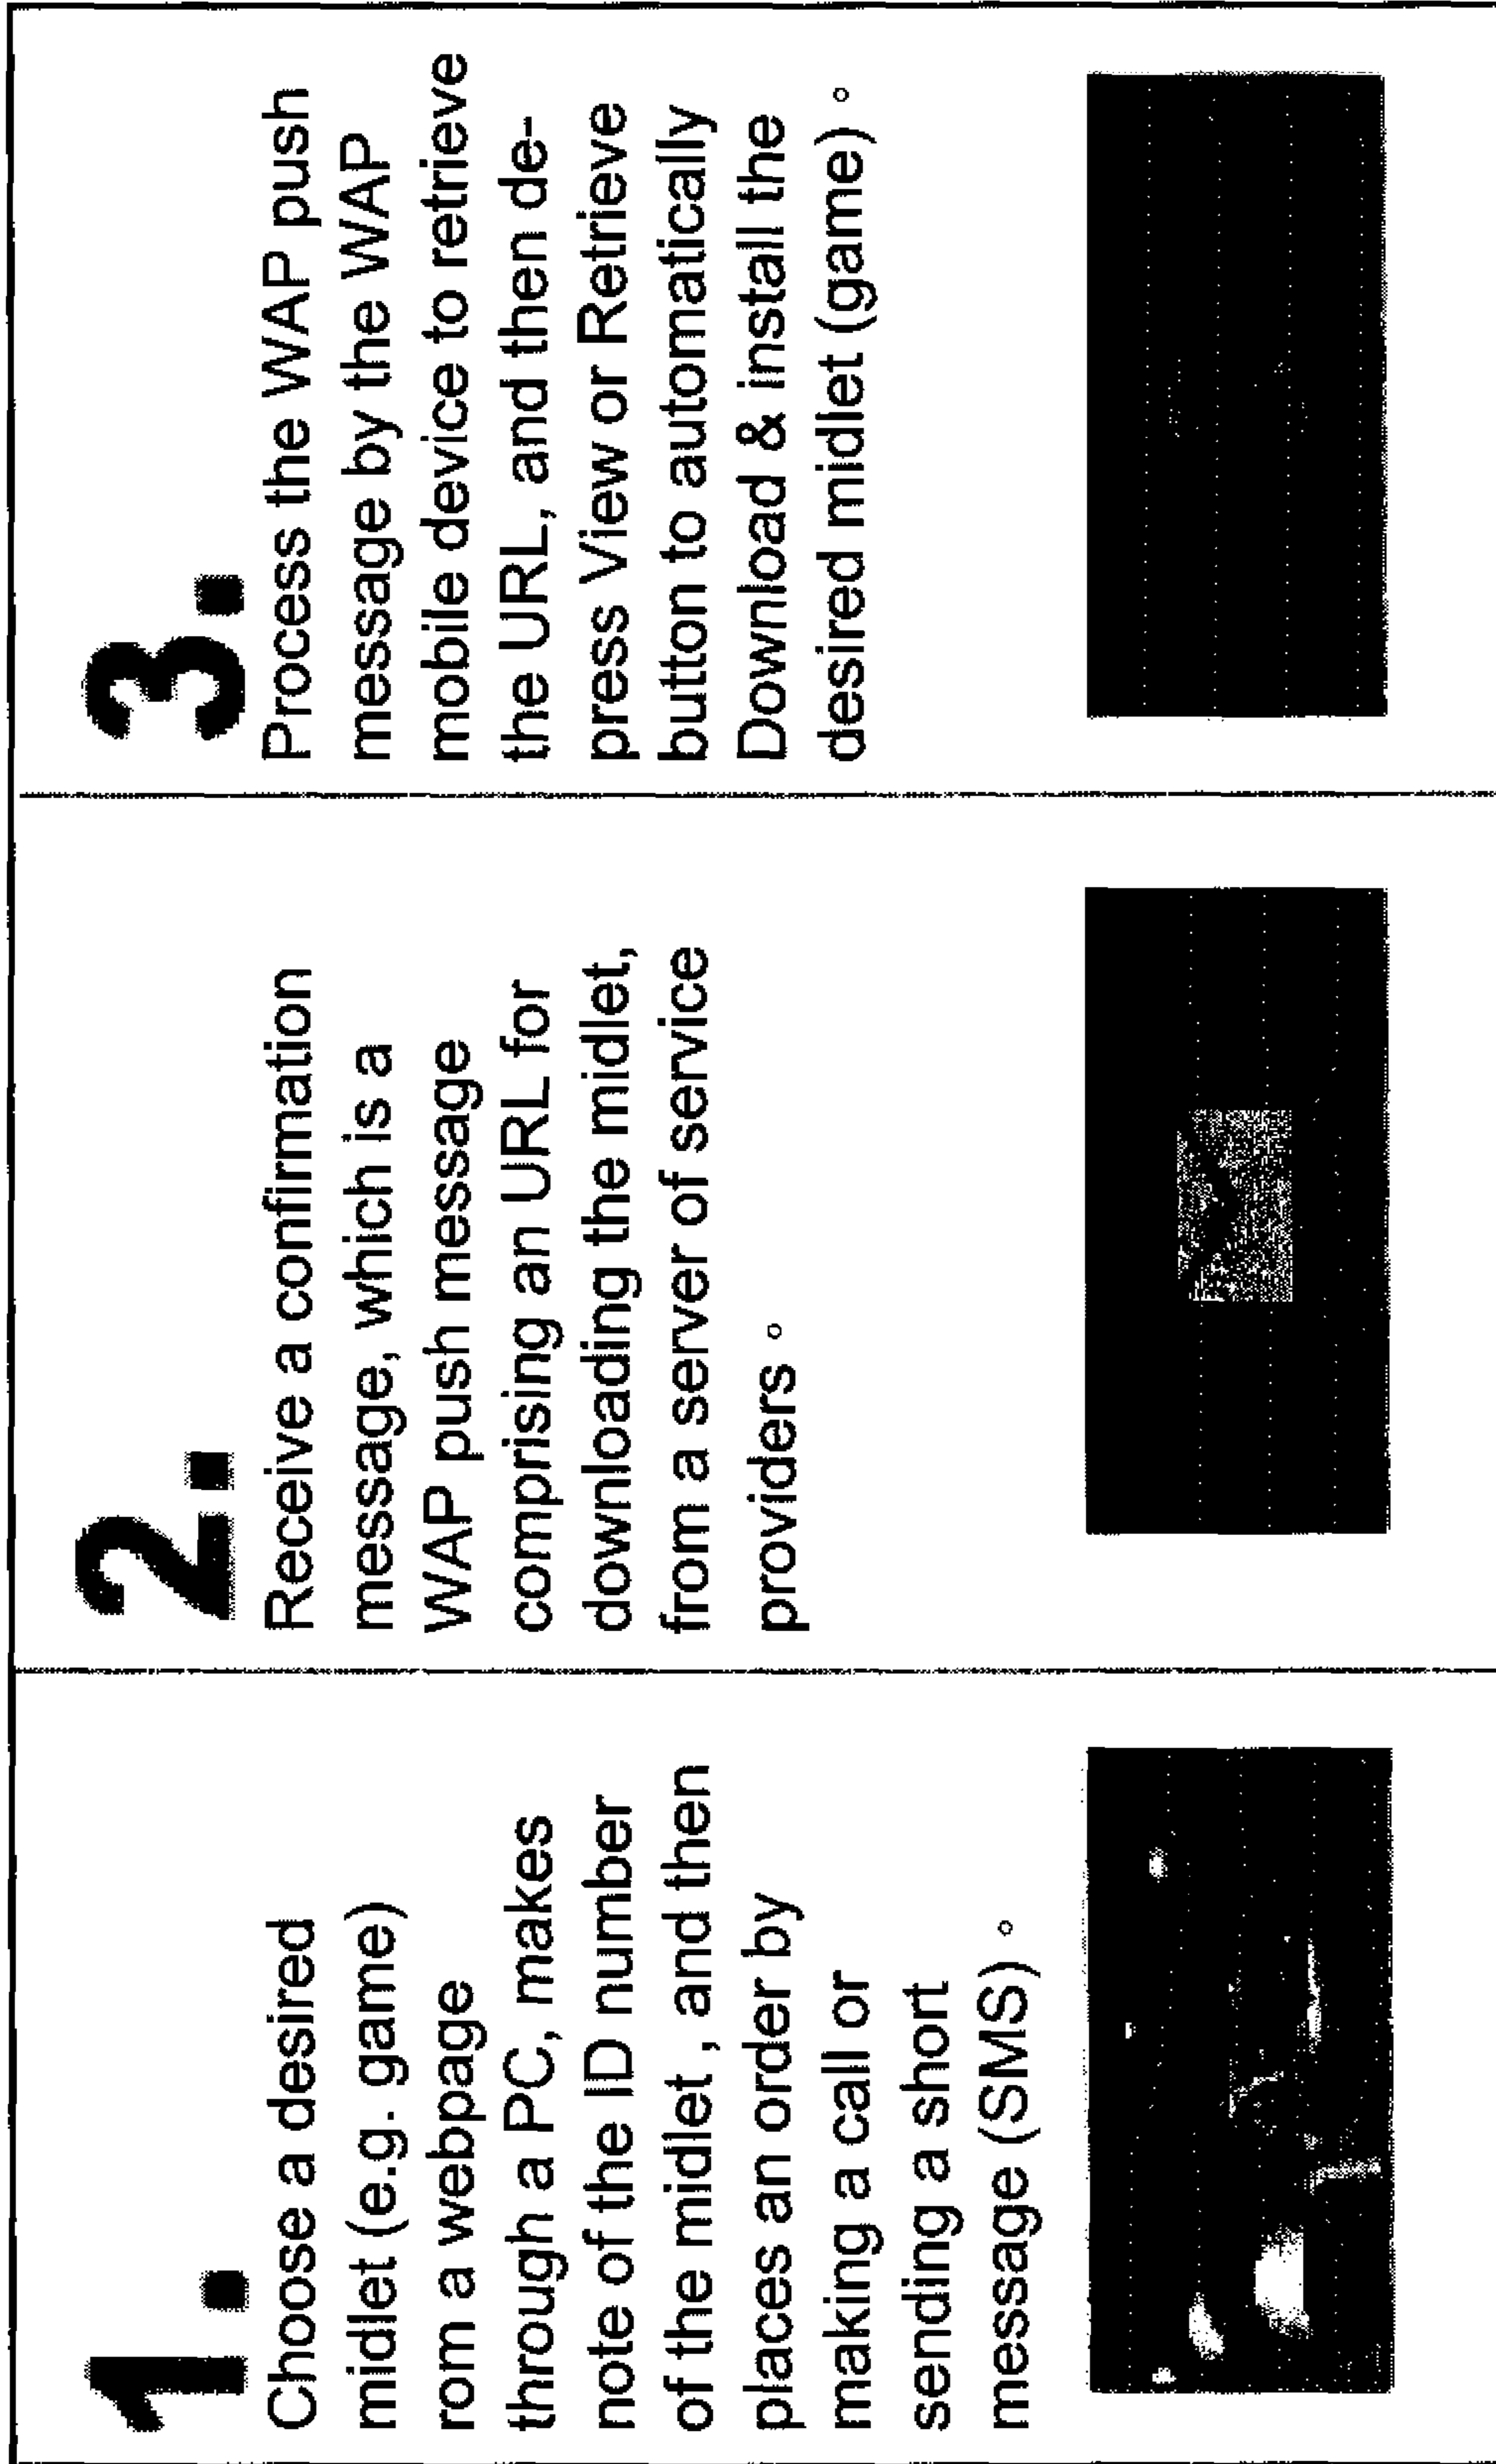 1.
Choose a desired
midlet (e.g. game)
rom a webpage
through a PC, makes
note of the ID number
of the midlet , and then
places an order by
making a call or
sending a short
message (SMS) 。
2.
Receive a confirmation
message, which is a
WAP push message
comprising an URL for
downloading the midlet,
from a server of service
providers 。
3.
Process the WAP push
message by the WAP
mobile device to retrieve
the URL, and then de-
press View or Retrieve
button to automatically
Download & install the
desired midlet (game) 。